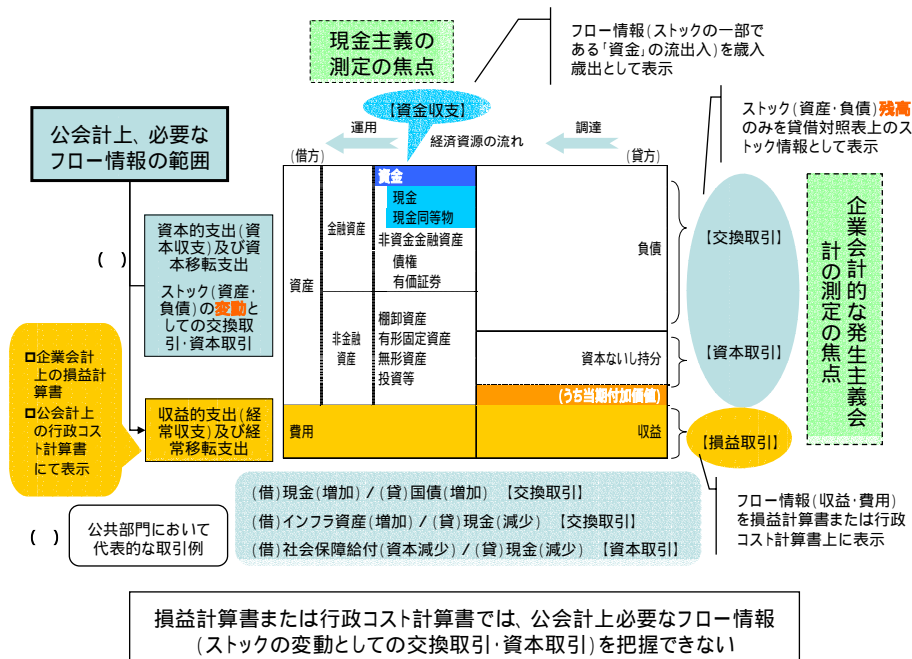 現金主義の
測定の焦点
フロー情報(ストックの一部で
ある「資金」の流出入)を歳入
歳出として表示
【資金収支】
運用
経済資源の流れ
調達
(借方)
(貸方)
ストック(資産・負債)残高
のみを貸借対照表上のス
トック情報として表示
公会計上、必要な
フロー情報の範囲
資本的支出(資
本収支)及び資
本移転支出
ストック(資産・
負債)の変動と
しての交換取
引・資本取引
( )
企業会計
上の損益計
算書
公会計上
の行政コス
ト計算書
にて表示
収益的支出(経
常収支)及び経
常移転支出
資産
金融資産
資金
現金
現金同等物
非資金金融資産
債権
有価証券
非金融
資産
棚卸資産
有形固定資産
無形資産
投資等
費用
負債
資本ないし持分
(うち当期付加価値)
収益
【交換取引】
【資本取引】
【損益取引】
企業会計的な発生主義会
計の測定の焦点
フロー情報(収益・費用)
を損益計算書または行政
コスト計算書上に表示
( )
公共部門において
代表的な取引例
(借)現金(増加) / (貸)国債(増加) 【交換取引】
(借)インフラ資産(増加) / (貸)現金(減少) 【交換取引】
(借)社会保障給付(資本減少) / (貸)現金(減少) 【資本取引】
損益計算書または行政コスト計算書では、公会計上必要なフロー情報
(ストックの変動としての交換取引・資本取引)を把握できない